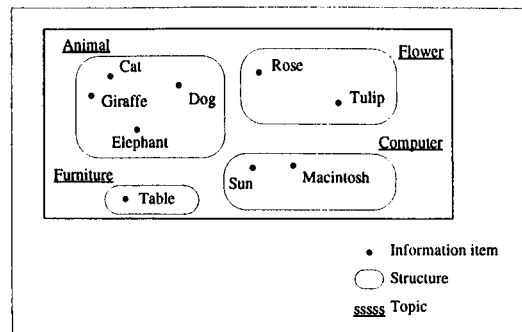 Animal
Cat
Giraffe
Dog
Elephant
Rose
Flower
Tulip
Computer
Sun
Macintosh
Furniture
Table
Information item
Structure
sssss Topic